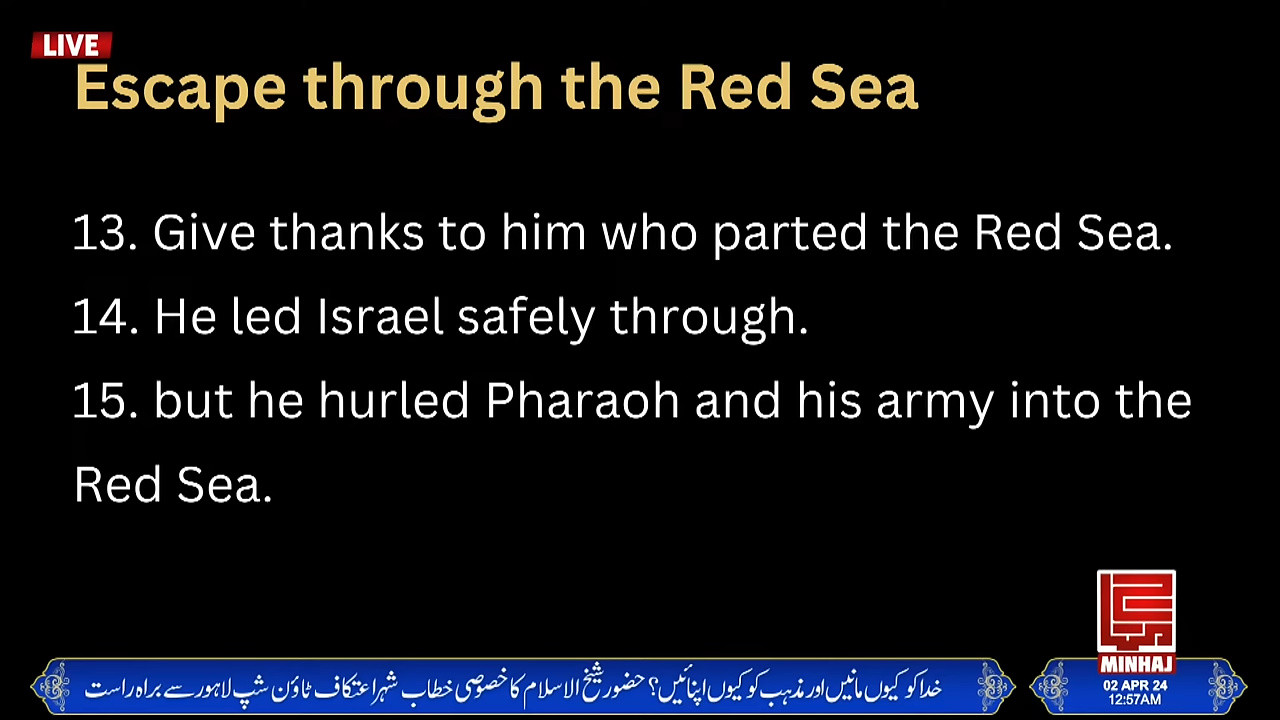 LIVE
Escape through the Red Sea
13. Give thanks to him who parted the Red Sea.
14. He led Israel safely through.
15. but he hurled Pharaoh and his army into the
Red Sea.
MINHAJ
خدا کو کیوں مانیں اور مذہب کو کیوں اپنائیں؟ حضور شیخ الاسلام کا خصوصی خطاب شہر اعتکاف ٹاؤن شپ لاہور سے براہ راست
02 APR 24
12:57AM